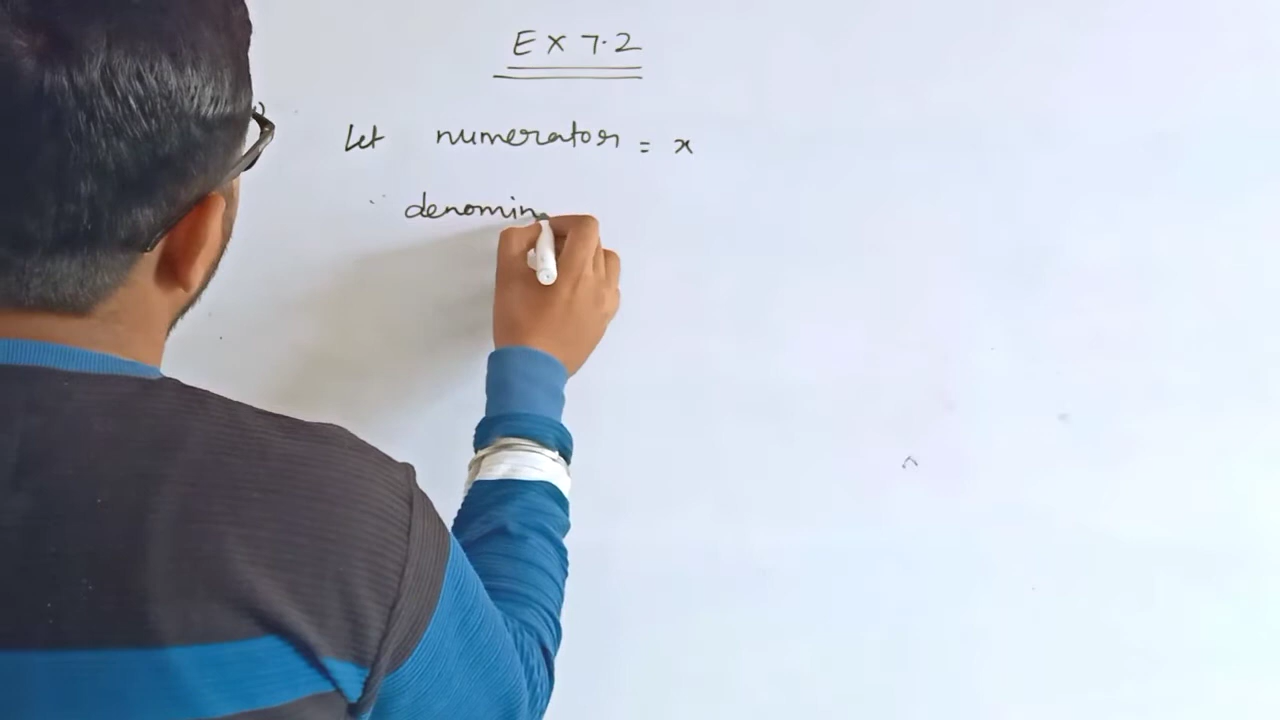 EX 7.2
Let numerator = x
denomin